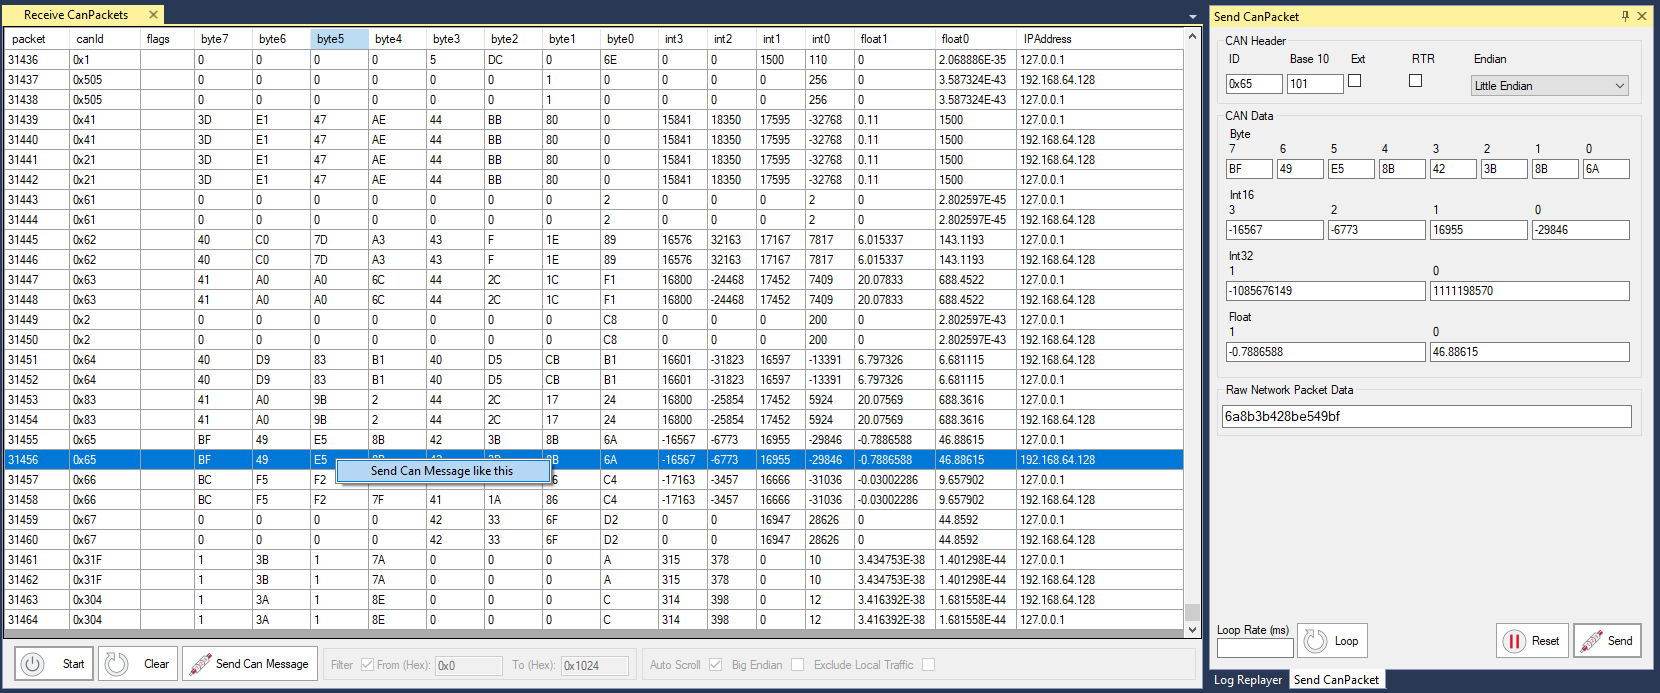 Receive CanPackets
packet canId flags byte7 byte6 byte5 byte4 byte3 byte2 byte1 byte0 int3 int2 int1 int0 float1 float0 IPAddress
31436 0x1 0 0 0 0 5 DC 0 6E 0 0 1500 110 0 2.068886E-35 127.0.0.1
31437 0x505 0 0 0 0 0 0 1 0 0 0 0 256 0 3.587324E-43 192.168.64.128
31438 0x505 0 0 0 0 0 0 1 0 0 0 0 256 0 3.587324E-43 127.0.0.1
31439 0x41 3D E1 47 AE 44 BB 80 0 15841 18350 17595 -32768 0.11 1500 127.0.0.1
31440 0x41 3D E1 47 AE 44 BB 80 0 15841 18350 17595 -32768 0.11 1500 192.168.64.128
31441 0x21 3D E1 47 AE 44 BB 80 0 15841 18350 17595 -32768 0.11 1500 192.168.64.128
31442 0x21 3D E1 47 AE 44 BB 80 0 15841 18350 17595 -32768 0.11 1500 127.0.0.1
31443 0x61 0 0 0 0 0 0 0 2 0 0 0 2 0 2.802597E-45 127.0.0.1
31444 0x61 0 0 0 0 0 0 0 2 0 0 0 2 0 2.802597E-45 192.168.64.128
31445 0x62 40 C0 7D A3 43 F 1E 89 16576 32163 17167 7817 6.015337 143.1193 127.0.0.1
31446 0x62 40 C0 7D A3 43 F 1E 89 16576 32163 17167 7817 6.015337 143.1193 192.168.64.128
31447 0x63 41 A0 A0 6C 44 2C 1C F1 16800 -24468 17452 7409 20.07833 688.4522 127.0.0.1
31448 0x63 41 A0 A0 6C 44 2C 1C F1 16800 -24468 17452 7409 20.07833 688.4522 192.168.64.128
31449 0x2 0 0 0 0 0 0 0 C8 0 0 0 200 0 2.802597E-43 127.0.0.1
31450 0x2 0 0 0 0 0 0 0 C8 0 0 0 200 0 2.802597E-43 192.168.64.128
31451 0x64 40 D9 83 B1 40 D5 CB B1 16601 -31823 16597 -13391 6.797326 6.681115 192.168.64.128
31452 0x64 40 D9 83 B1 40 D5 CB B1 16601 -31823 16597 -13391 6.797326 6.681115 127.0.0.1
31453 0x83 41 A0 9B 2 44 2C 17 24 16800 -25854 17452 5924 20.07569 688.3616 127.0.0.1
31454 0x83 41 A0 9B 2 44 2C 17 24 16800 -25854 17452 5924 20.07569 688.3616 192.168.64.128
31455 0x65 BF 49 E5 8B 42 3B 8B 6A -16567 -6773 16955 -29846 -0.7886588 46.88615 127.0.0.1
31456 0x65 BF 49 E5 6A -16567 -6773 16955 -29846 -0.7886588 46.88615 192.168.64.128
Send Can Message like this
31457 0x66 BC F5 F2 C4 -17163 -3457 16666 -31036 -0.03002286 9.657902 127.0.0.1
31458 0x66 BC F5 F2 7F 41 1A 86 C4 -17163 -3457 16666 -31036 -0.03002286 9.657902 192.168.64.128
31459 0x67 0 0 0 0 42 33 6F D2 0 0 16947 28626 0 44.8592 127.0.0.1
31460 0x67 0 0 0 0 42 33 6F D2 0 0 16947 28626 0 44.8592 192.168.64.128
31461 0x31F 1 3B 1 7A 0 0 0 A 315 378 0 10 3.434753E-38 1.401298E-44 127.0.0.1
31462 0x31F 1 3B 1 7A 0 0 0 A 315 378 0 10 3.434753E-38 1.401298E-44 192.168.64.128
31463 0x304 1 3A 1 8E 0 0 0 C 314 398 0 12 3.416392E-38 1.681558E-44 192.168.64.128
31464 0x304 1 3A 1 8E 0 0 0 C 314 398 0 12 3.416392E-38 1.681558E-44 127.0.0.1
Start Clear Send Can Message Filter From (Hex): 0x0 To (Hex): 0x1024 Auto Scroll Big Endian Exclude Local Traffic
Send CanPacket
CAN Header
ID Base 10 Ext RTR Endian
0x65 101 Little Endian
CAN Data
Byte
7 6 5 4 3 2 1 0
BF 49 E5 8B 42 3B 8B 6A
Int16
3 2 1 0
-16567 -6773 16955 -29846
Int32
1 0
-1085676149 1111198570
Float
1 0
-0.7886588 46.88615
Raw Network Packet Data
6a8b3b428be549bf
Loop Rate (ms)
Loop Reset Send
Log Replayer Send CanPacket